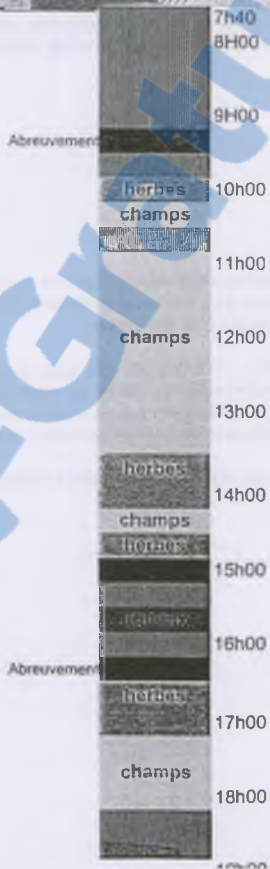 7h40
8H00
9H00
Abreuvement
herbes 10h00
champs
11h00
champs 12h00
13h00
herbes
14h00
champs
herbes
15h00
16h00
Abreuvement
herbes
17h00
champs
18h00